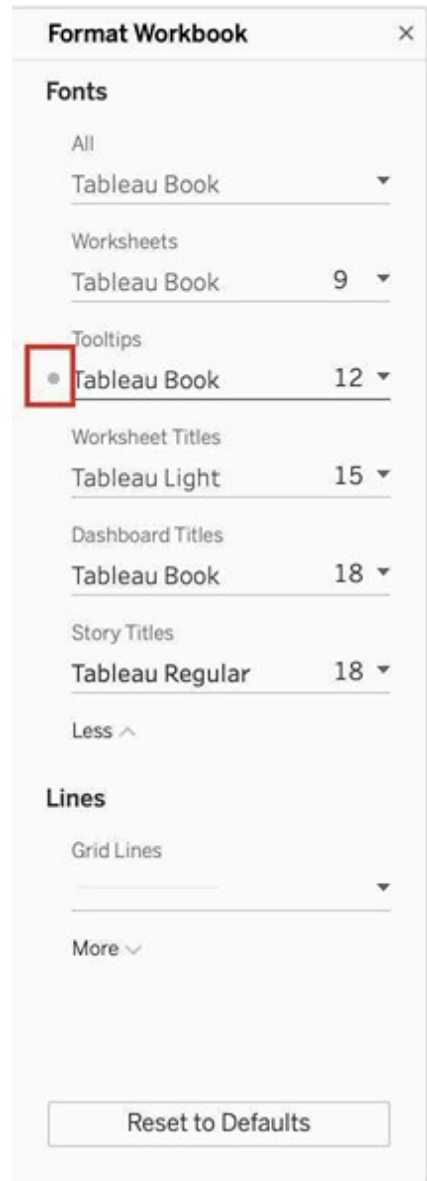 Format Workbook ×
Fonts
All
Tableau Book
Worksheets
Tableau Book 9
Tooltips
Tableau Book 12
Worksheet Titles
Tableau Light 15
Dashboard Titles
Tableau Book 18
Story Titles
Tableau Regular 18
Less
Lines
Grid Lines
More
Reset to Defaults